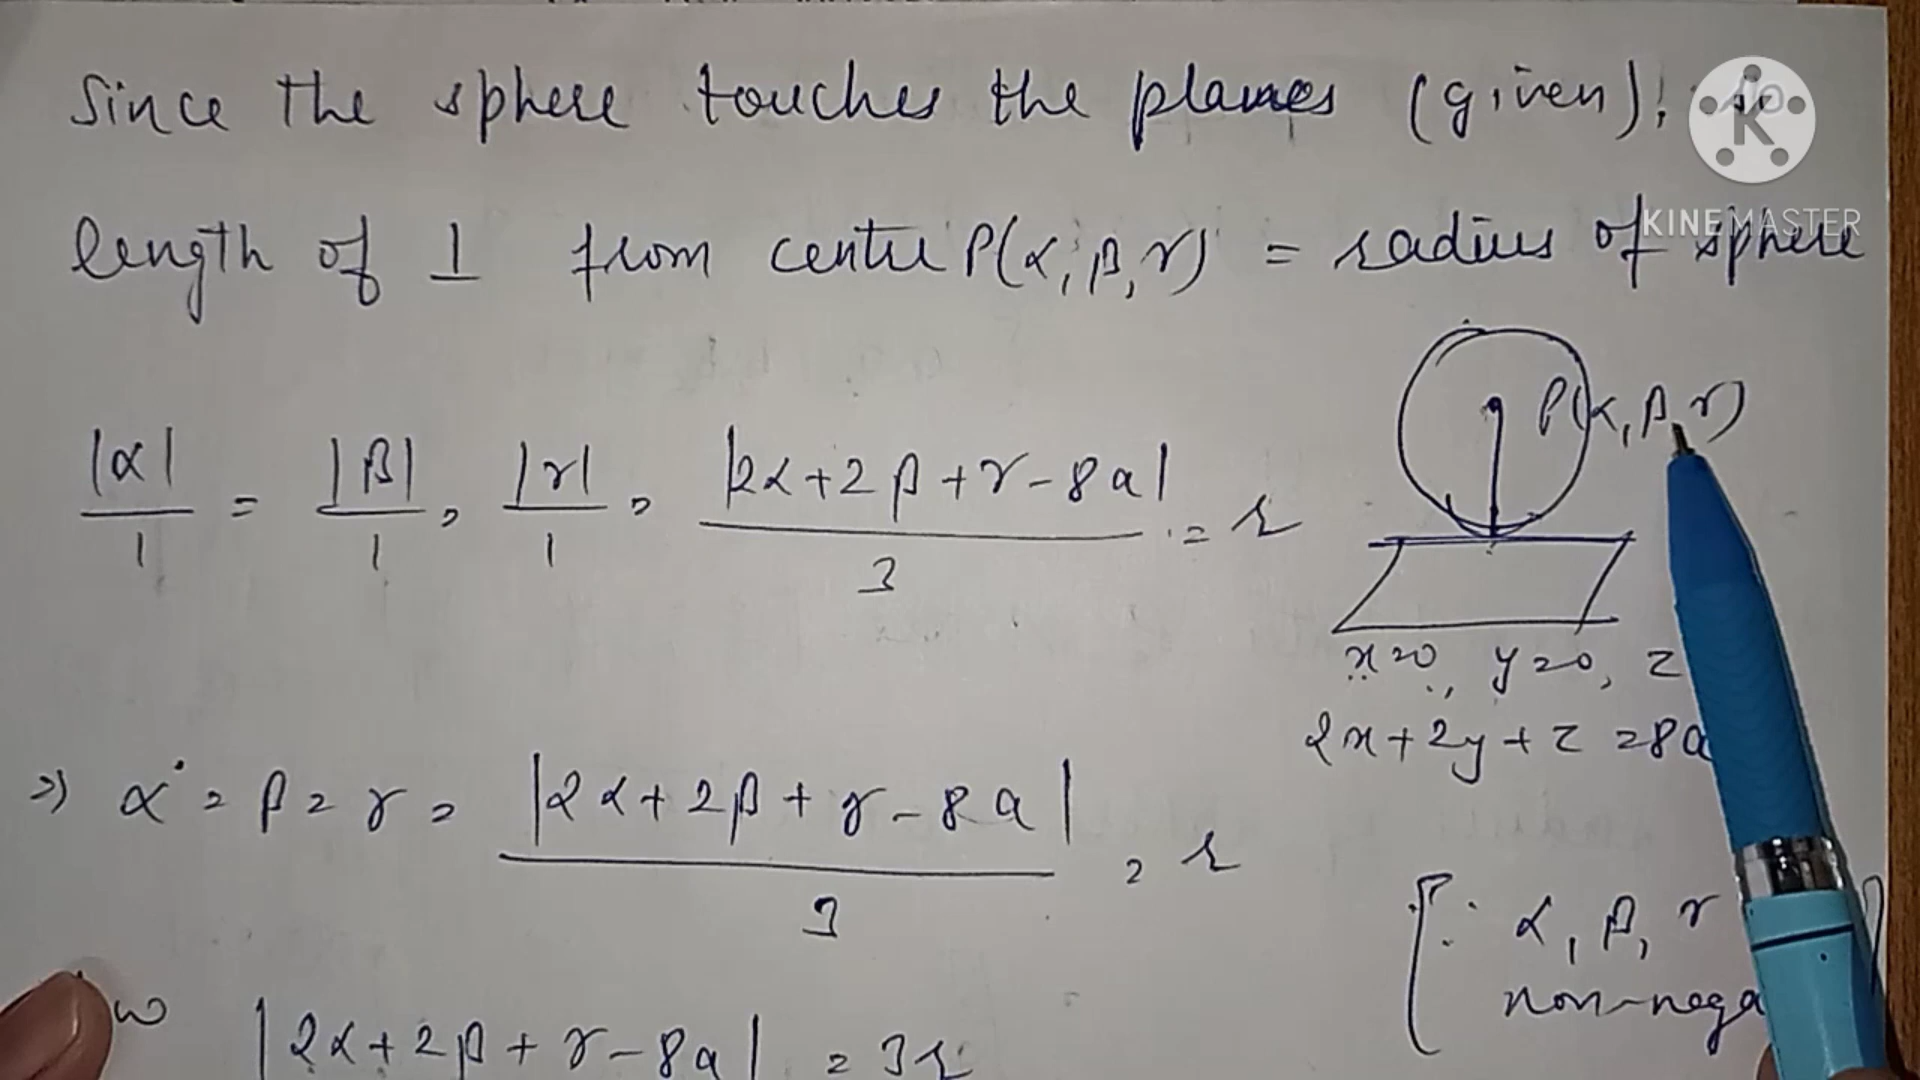 Since the sphere touches the planes (given), so
length of ⊥ from centre P(α, β, γ) = radius of sphere
|α|/1 = |β|/1 = |γ|/1 = |2α+2β+γ-8a|/3 = r
P(α, β, γ)
x=0, y=0, z
2x+2y+z=8a
=) α = β = γ = |2α+2β+γ-8a|/3 = r
[∵ α, β, γ
non-nega
w |2α+2β+γ-8a| = 3r
KINEMASTER
K